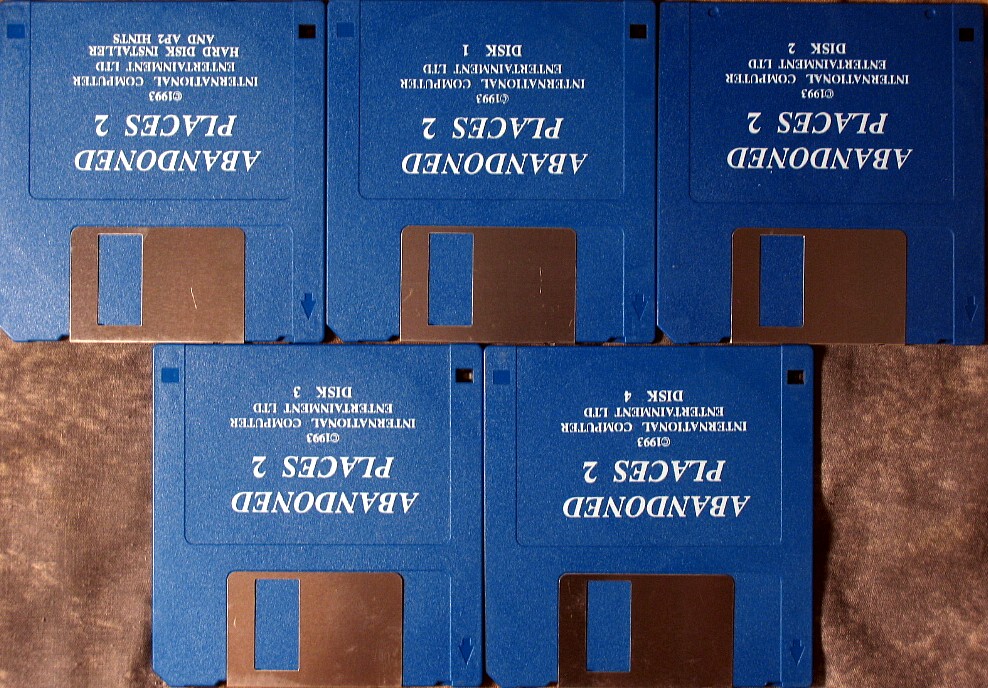 ABANDONED
PLACES 2
©1993
INTERNATIONAL COMPUTER
ENTERTAINMENT LTD
HARD DISK INSTALLER
AND AP2 HINTS
ABANDONED
PLACES 2
©1993
INTERNATIONAL COMPUTER
ENTERTAINMENT LTD
DISK 1
ABANDONED
PLACES 2
©1993
INTERNATIONAL COMPUTER
ENTERTAINMENT LTD
DISK 2
ABANDONED
PLACES 2
©1993
INTERNATIONAL COMPUTER
ENTERTAINMENT LTD
DISK 3
ABANDONED
PLACES 2
©1993
INTERNATIONAL COMPUTER
ENTERTAINMENT LTD
DISK 4